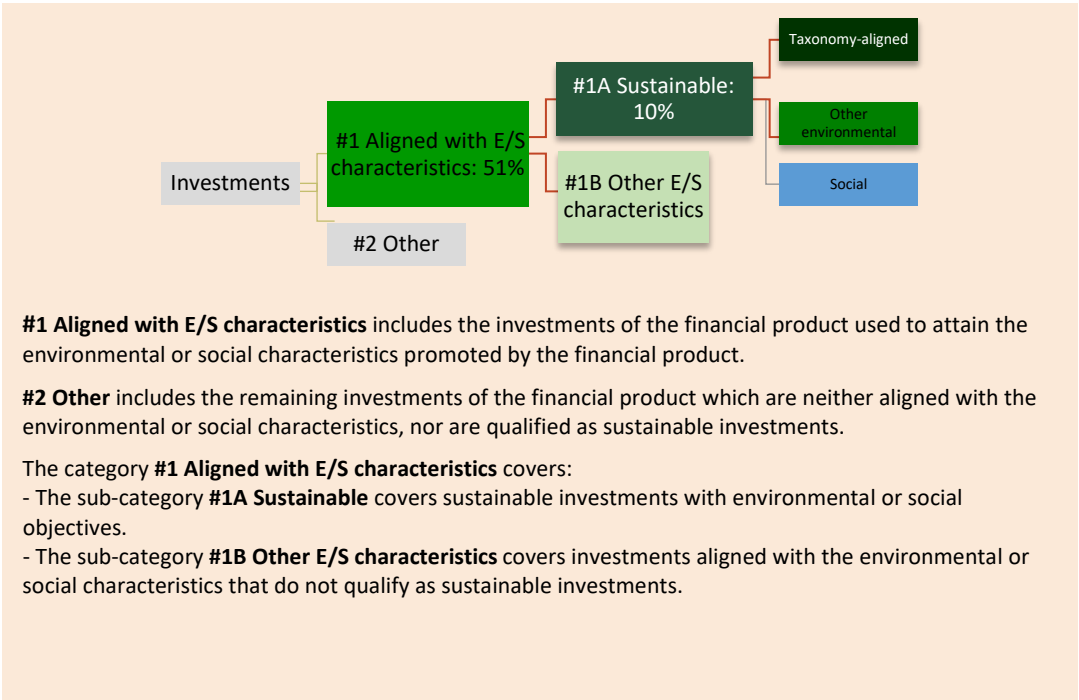 Taxonomy-aligned
#1A Sustainable:
10%
#1 Aligned with E/S
characteristics: 51%
Other
environmental
Investments
#1B Other E/S
characteristics
Social
#2 Other
#1 Aligned with E/S characteristics includes the investments of the financial product used to attain the
environmental or social characteristics promoted by the financial product.
#2 Other includes the remaining investments of the financial product which are neither aligned with the
environmental or social characteristics, nor are qualified as sustainable investments.
The category #1 Aligned with E/S characteristics covers:
- The sub-category #1A Sustainable covers sustainable investments with environmental or social
objectives.
- The sub-category #1B Other E/S characteristics covers investments aligned with the environmental or
social characteristics that do not qualify as sustainable investments.